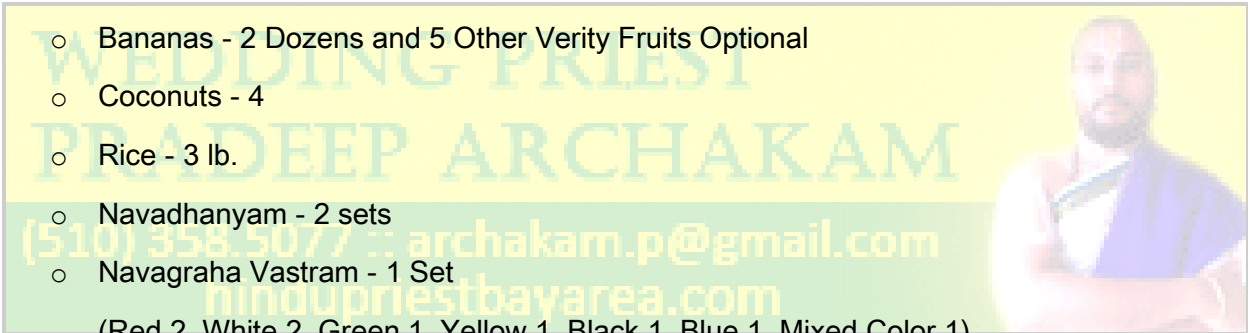 WEDDING PRIEST
PRADEEP ARCHAKAM
(510) 358.5077 :: archakam.p@gmail.com
hindupriestbayarea.com
o Bananas - 2 Dozens and 5 Other Verity Fruits Optional
o Coconuts - 4
o Rice - 3 lb.
o Navadhanyam - 2 sets
o Navagraha Vastram - 1 Set
(Red 2, White 2, Green 1, Yellow 1, Black 1, Blue 1, Mixed Color 1)